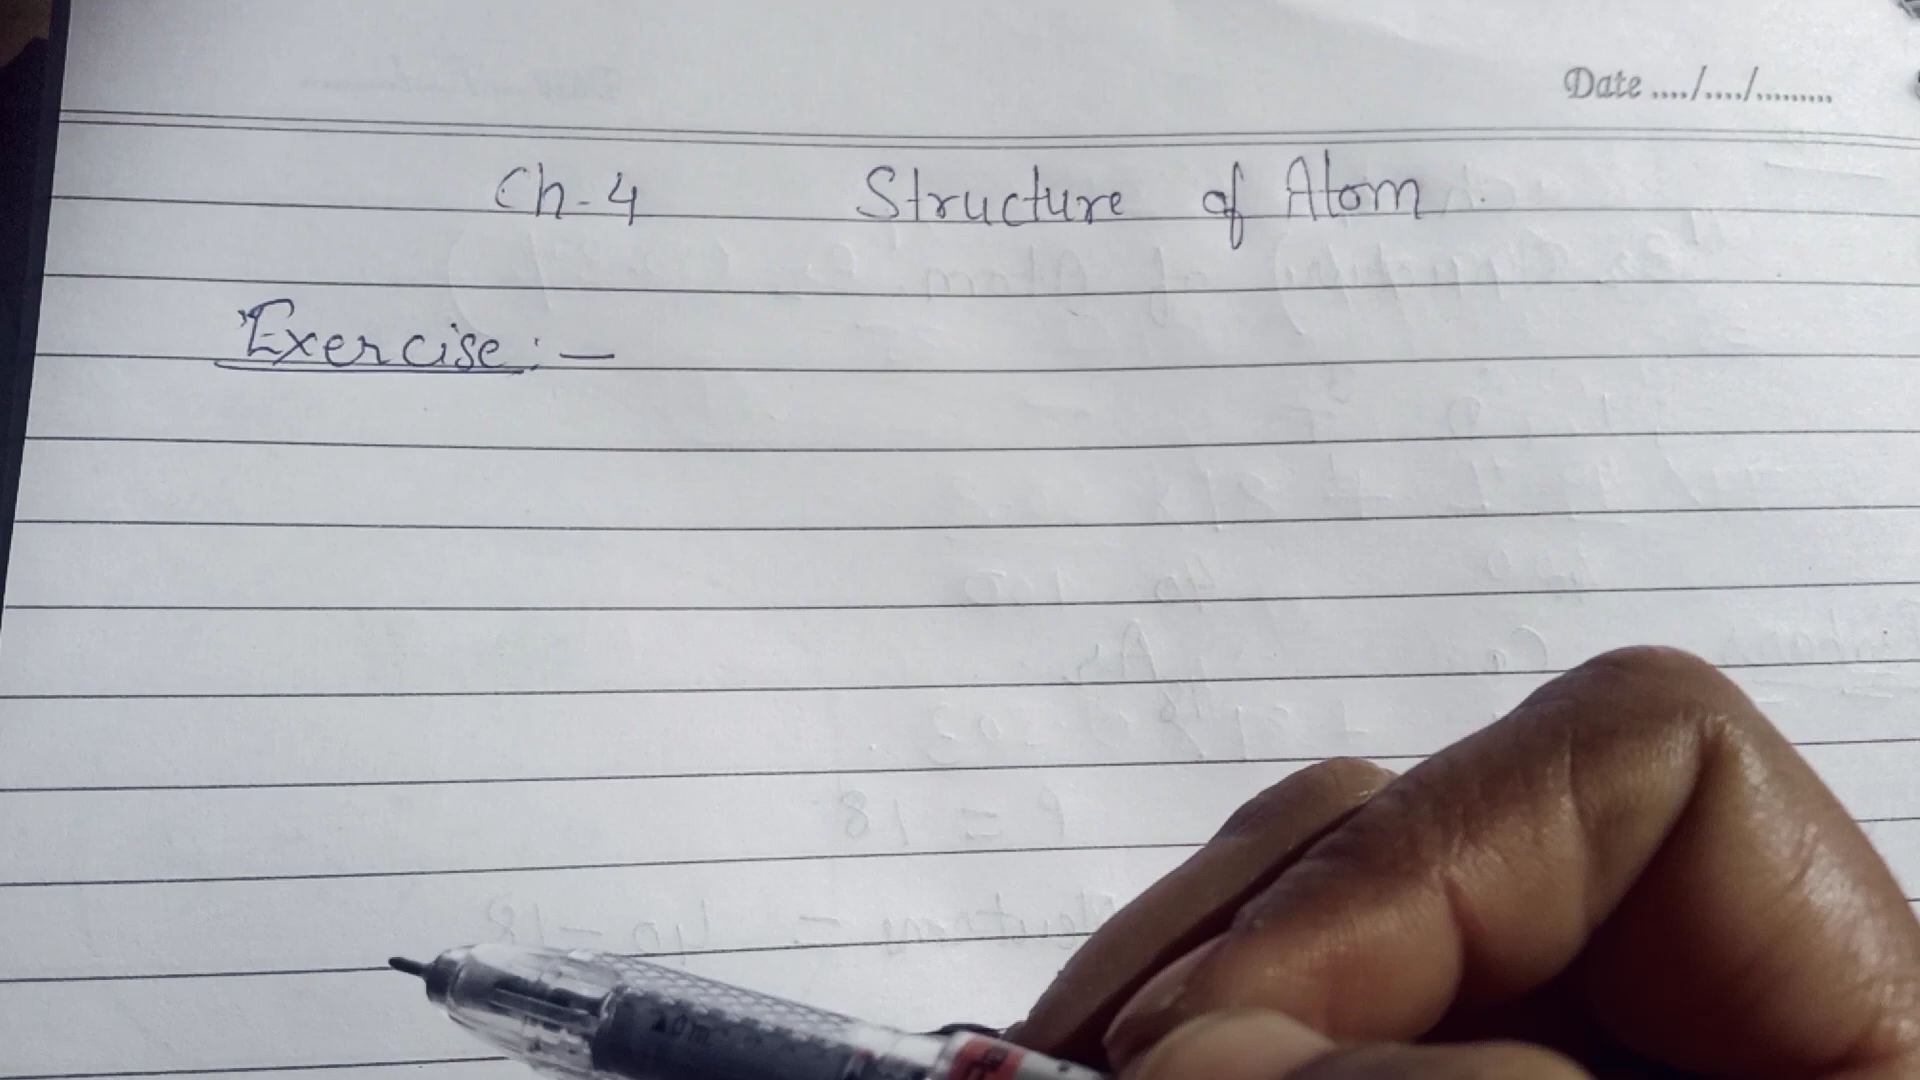 Date ..../..../.........
Ch-4 Structure of Atom
Exercise:-